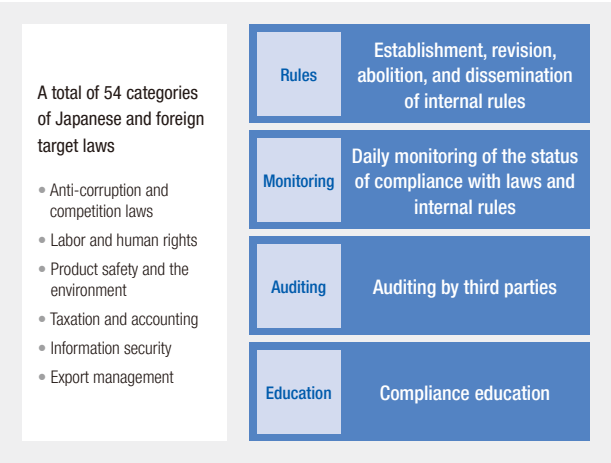 A total of 54 categories
of Japanese and foreign
target laws
• Anti-corruption and
competition laws
• Labor and human rights
• Product safety and the
environment
• Taxation and accounting
• Information security
• Export management
Rules
Establishment, revision,
abolition, and dissemination
of internal rules
Monitoring
Daily monitoring of the status
of compliance with laws and
internal rules
Auditing
Auditing by third parties
Education
Compliance education